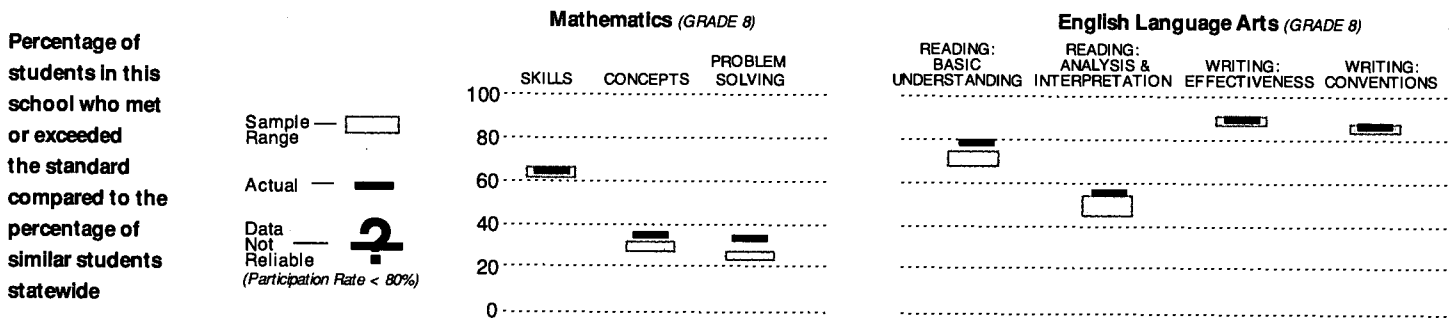 Percentage of
students in this
school who met
or exceeded
the standard
compared to the
percentage of
similar students
statewide
Sample
Range
Actual
Data
Not
Reliable
?
(Participation Rate < 80%)
Mathematics (GRADE 8)
SKILLS
CONCEPTS
PROBLEM
SOLVING
100
80
60
40
20
0
English Language Arts (GRADE 8)
READING:
BASIC
UNDERSTANDING
READING:
ANALYSIS &
INTERPRETATION
WRITING:
EFFECTIVENESS
WRITING:
CONVENTIONS